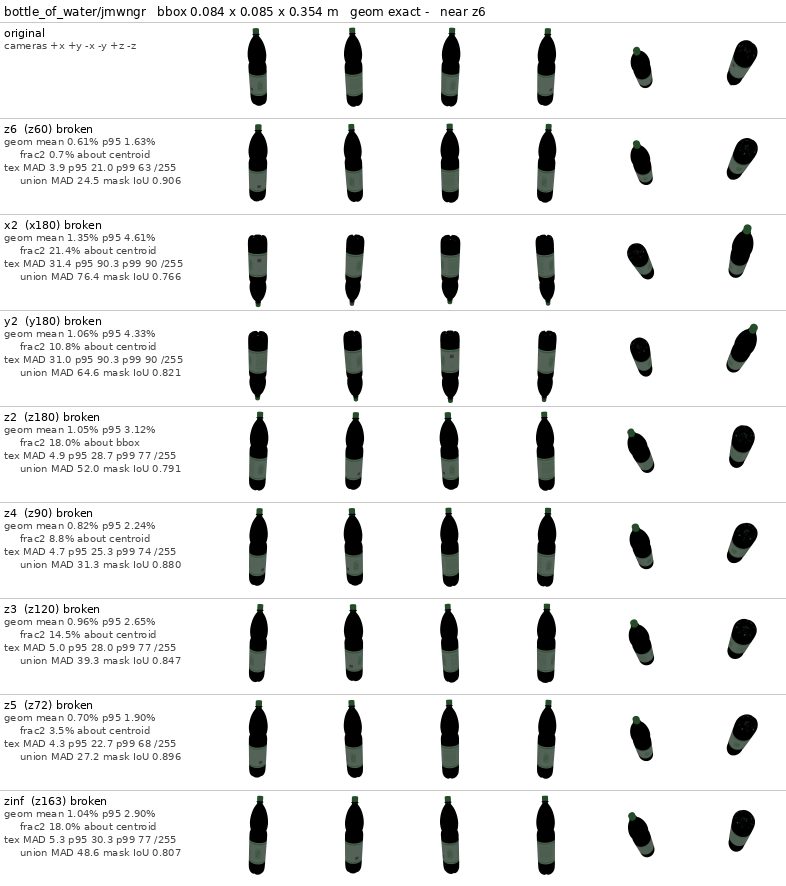 bottle_of_water/jmwngr bbox 0.084 x 0.085 x 0.354 m geom exact - near z6
original
cameras +x +y -x -y +z -z
z6 (z60) broken
geom mean 0.61% p95 1.63%
frac2 0.7% about centroid
tex MAD 3.9 p95 21.0 p99 63 /255
union MAD 24.5 mask IoU 0.906
x2 (x180) broken
geom mean 1.35% p95 4.61%
frac2 21.4% about centroid
tex MAD 31.4 p95 90.3 p99 90 /255
union MAD 76.4 mask IoU 0.766
y2 (y180) broken
geom mean 1.06% p95 4.33%
frac2 10.8% about centroid
tex MAD 31.0 p95 90.3 p99 90 /255
union MAD 64.6 mask IoU 0.821
z2 (z180) broken
geom mean 1.05% p95 3.12%
frac2 18.0% about bbox
tex MAD 4.9 p95 28.7 p99 77 /255
union MAD 52.0 mask IoU 0.791
z4 (z90) broken
geom mean 0.82% p95 2.24%
frac2 8.8% about centroid
tex MAD 4.7 p95 25.3 p99 74 /255
union MAD 31.3 mask IoU 0.880
z3 (z120) broken
geom mean 0.96% p95 2.65%
frac2 14.5% about centroid
tex MAD 5.0 p95 28.0 p99 77 /255
union MAD 39.3 mask IoU 0.847
z5 (z72) broken
geom mean 0.70% p95 1.90%
frac2 3.5% about centroid
tex MAD 4.3 p95 22.7 p99 68 /255
union MAD 27.2 mask IoU 0.896
zinf (z163) broken
geom mean 1.04% p95 2.90%
frac2 18.0% about centroid
tex MAD 5.3 p95 30.3 p99 77 /255
union MAD 48.6 mask IoU 0.807